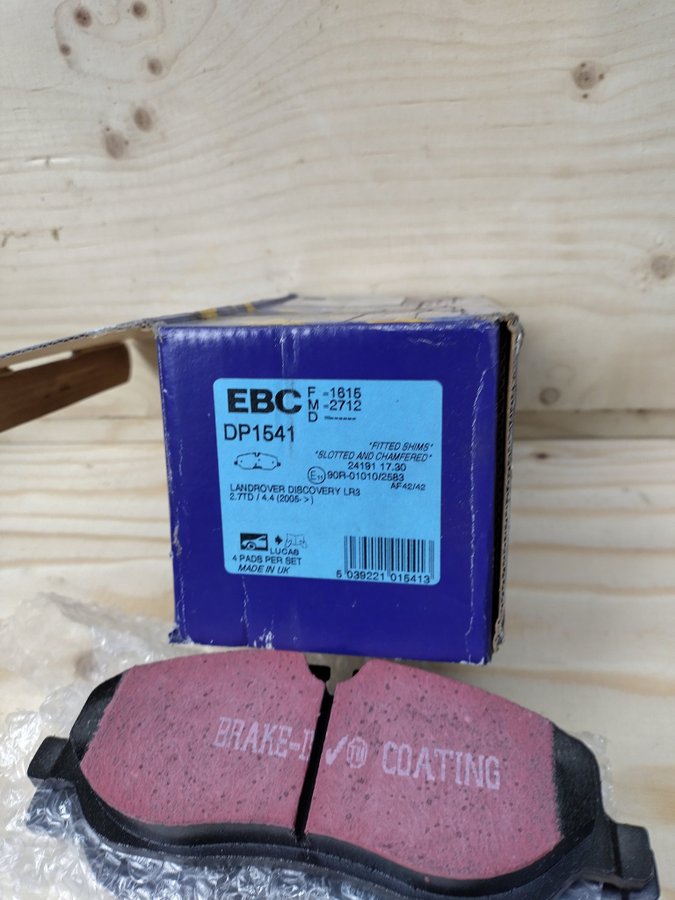 EBC
F -1615
M -2712
D -------
DP1541
"FITTED SHIMS"
"SLOTTED AND CHAMFERED"
24191 17.30
E11 90R-01010/2583
AF42/42
LANDROVER DISCOVERY LR3
2.7TD / 4.4 (2005->)
LUCAS
4 PADS PER SET
MADE IN UK
5 039221 015413
BRAKE-I ✓ TM COATING